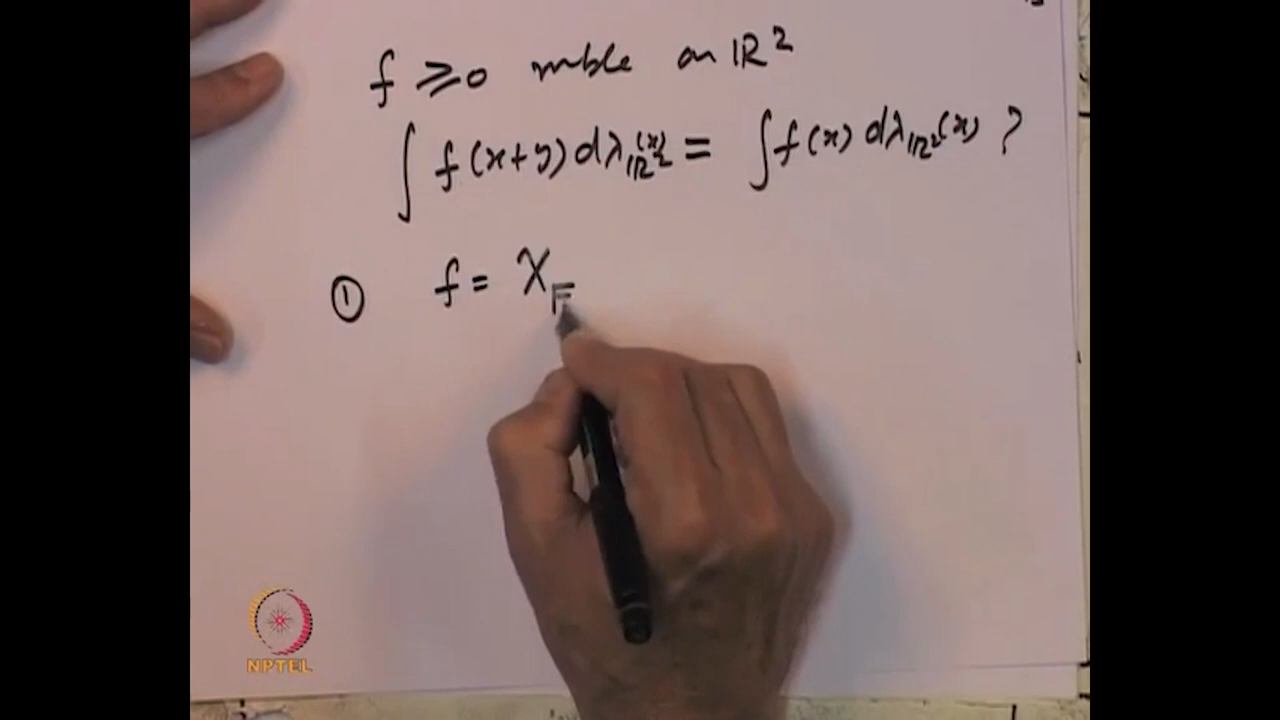 f ≥ 0 mble on ℝ²
∫ f(x+y) dλ_ℝ²(x) = ∫ f(x) dλ_ℝ²(x) ?
① f = χ_E
NPTEL